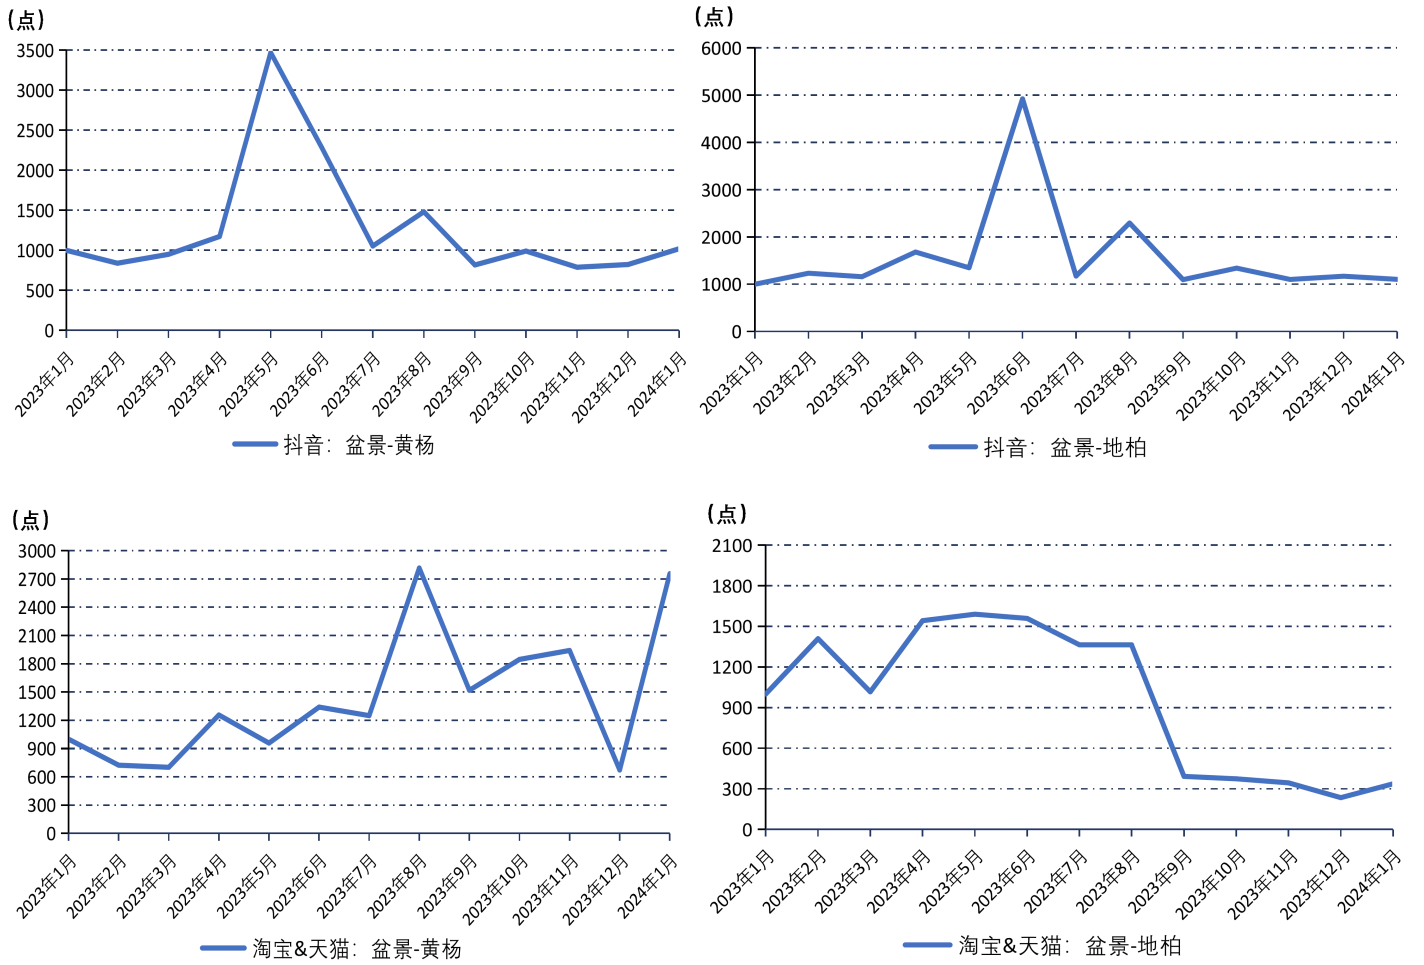 （点）
3500
3000
2500
2000
1500
1000
500
0
2023年1月
2023年2月
2023年3月
2023年4月
2023年5月
2023年6月
2023年7月
2023年8月
2023年9月
2023年10月
2023年11月
2023年12月
2024年1月
抖音：盆景-黄杨
（点）
6000
5000
4000
3000
2000
1000
0
2023年1月
2023年2月
2023年3月
2023年4月
2023年5月
2023年6月
2023年7月
2023年8月
2023年9月
2023年10月
2023年11月
2023年12月
2024年1月
抖音：盆景-地柏
（点）
3000
2700
2400
2100
1800
1500
1200
900
600
300
0
2023年1月
2023年2月
2023年3月
2023年4月
2023年5月
2023年6月
2023年7月
2023年8月
2023年9月
2023年10月
2023年11月
2023年12月
2024年1月
淘宝&天猫：盆景-黄杨
（点）
2100
1800
1500
1200
900
600
300
0
2023年1月
2023年2月
2023年3月
2023年4月
2023年5月
2023年6月
2023年7月
2023年8月
2023年9月
2023年10月
2023年11月
2023年12月
2024年1月
淘宝&天猫：盆景-地柏